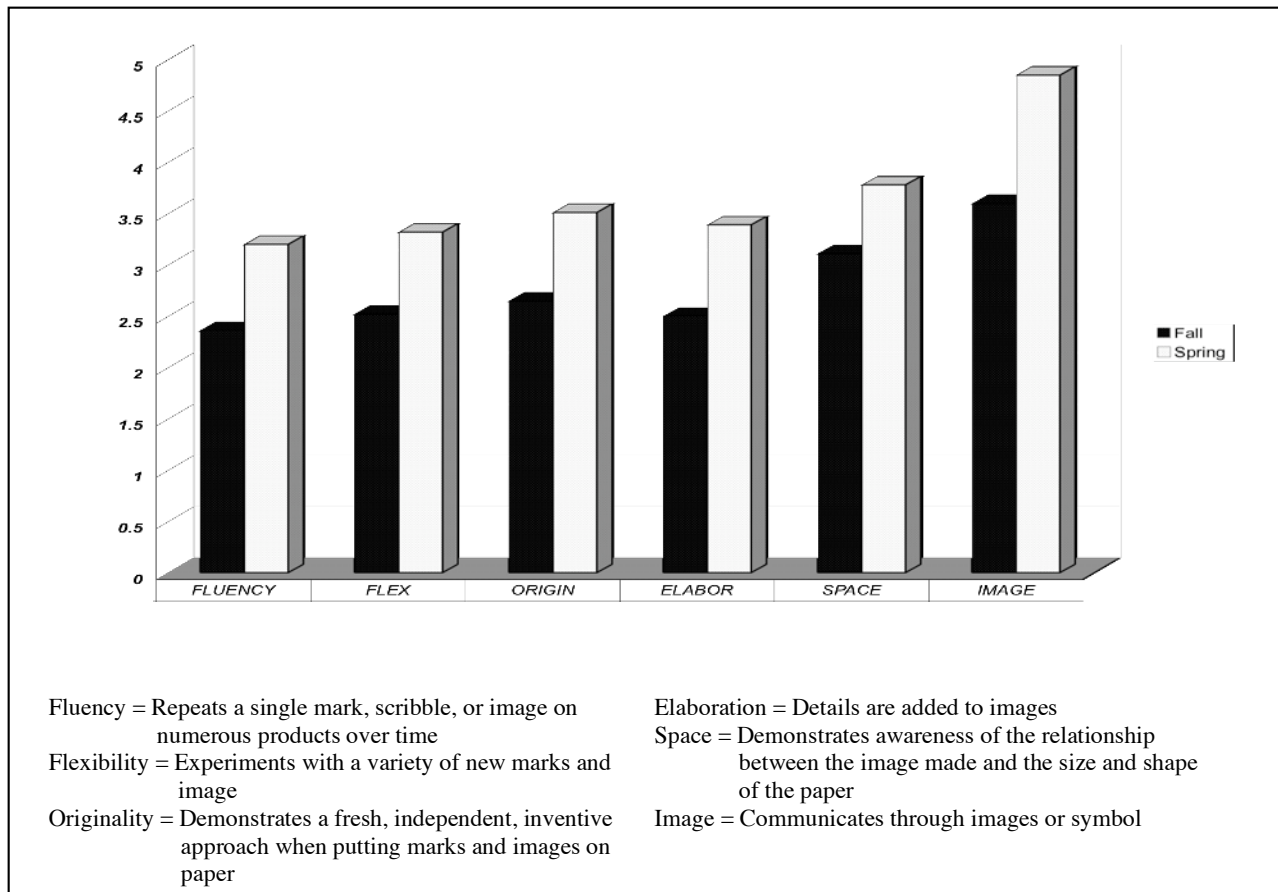 5
4.5
4
3.5
3
2.5
2
1.5
1
0.5
0
FLUENCY FLEX ORIGIN ELABOR SPACE IMAGE
Fall
Spring
Fluency = Repeats a single mark, scribble, or image on
numerous products over time
Flexibility = Experiments with a variety of new marks and
image
Originality = Demonstrates a fresh, independent, inventive
approach when putting marks and images on
paper
Elaboration = Details are added to images
Space = Demonstrates awareness of the relationship
between the image made and the size and shape
of the paper
Image = Communicates through images or symbol